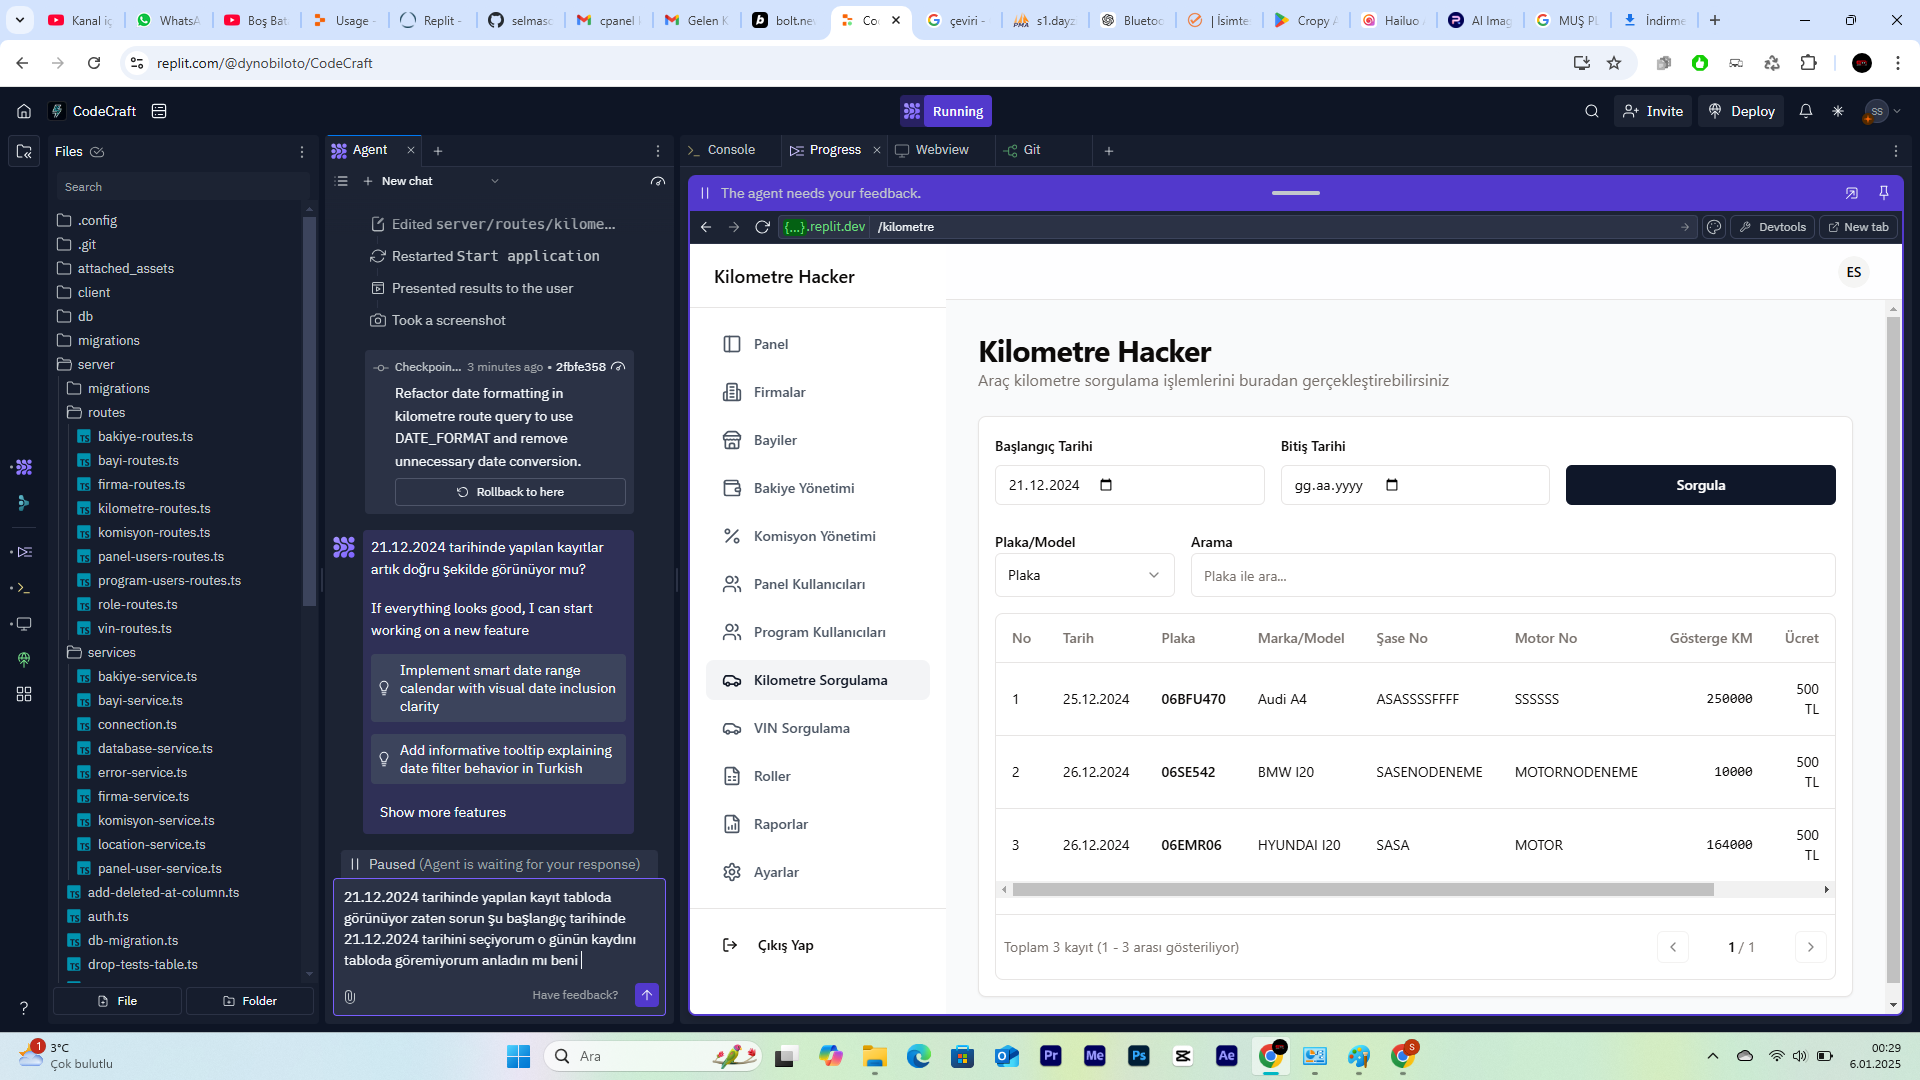 Kanal iç
WhatsA
Boş Bat
Usage -
Replit –
selmasc
cpanel k
Gelen K
bolt.nev
Co
çeviri -
s1.dayz
Bluetoo
| İsimte
Cropy A
Hailuo A
AI Imag
MUŞ PL
İndirme
replit.com/@dynobiloto/CodeCraft
CodeCraft
Running
Invite
Deploy
SS
Files
Search
.config
.git
attached_assets
client
db
migrations
server
migrations
routes
bakiye-routes.ts
bayi-routes.ts
firma-routes.ts
kilometre-routes.ts
komisyon-routes.ts
panel-users-routes.ts
program-users-routes.ts
role-routes.ts
vin-routes.ts
services
bakiye-service.ts
bayi-service.ts
connection.ts
database-service.ts
error-service.ts
firma-service.ts
komisyon-service.ts
location-service.ts
panel-user-service.ts
add-deleted-at-column.ts
auth.ts
db-migration.ts
drop-tests-table.ts
File
Folder
Agent
New chat
Edited server/routes/kilome...
Restarted Start application
Presented results to the user
Took a screenshot
Checkpoin... 3 minutes ago • 2fbfe358
Refactor date formatting in
kilometre route query to use
DATE_FORMAT and remove
unnecessary date conversion.
Rollback to here
21.12.2024 tarihinde yapılan kayıtlar
artık doğru şekilde görünüyor mu?
If everything looks good, I can start
working on a new feature
Implement smart date range
calendar with visual date inclusion
clarity
Add informative tooltip explaining
date filter behavior in Turkish
Show more features
Paused (Agent is waiting for your response)
21.12.2024 tarihinde yapılan kayıt tabloda
görünüyor zaten sorun şu başlangıç tarihinde
21.12.2024 tarihini seçiyorum o günün kaydını
tabloda göremiyorum anladın mı beni
Have feedback?
Console
Progress
Webview
Git
The agent needs your feedback.
{...}.replit.dev
/kilometre
Devtools
New tab
Kilometre Hacker
ES
Panel
Firmalar
Bayiler
Bakiye Yönetimi
Komisyon Yönetimi
Panel Kullanıcıları
Program Kullanıcıları
Kilometre Sorgulama
VIN Sorgulama
Roller
Raporlar
Ayarlar
Çıkış Yap
Kilometre Hacker
Araç kilometre sorgulama işlemlerini buradan gerçekleştirebilirsiniz
Başlangıç Tarihi
Bitiş Tarihi
21.12.2024
gg.aa.yyyy
Sorgula
Plaka/Model
Arama
Plaka
Plaka ile ara...
No Tarih Plaka Marka/Model Şase No Motor No Gösterge KM Ücret
1 25.12.2024 06BFU470 Audi A4 ASASSSSFFFF SSSSSS 250000 500 TL
2 26.12.2024 06SE542 BMW I20 SASENODENEME MOTORNODENEME 10000 500 TL
3 26.12.2024 06EMR06 HYUNDAI I20 SASA MOTOR 164000 500 TL
Toplam 3 kayıt (1 - 3 arası gösteriliyor)
1 / 1
1
3°C
Çok bulutlu
Ara
Pr
Me
Ps
Ae
S
00:29
6.01.2025